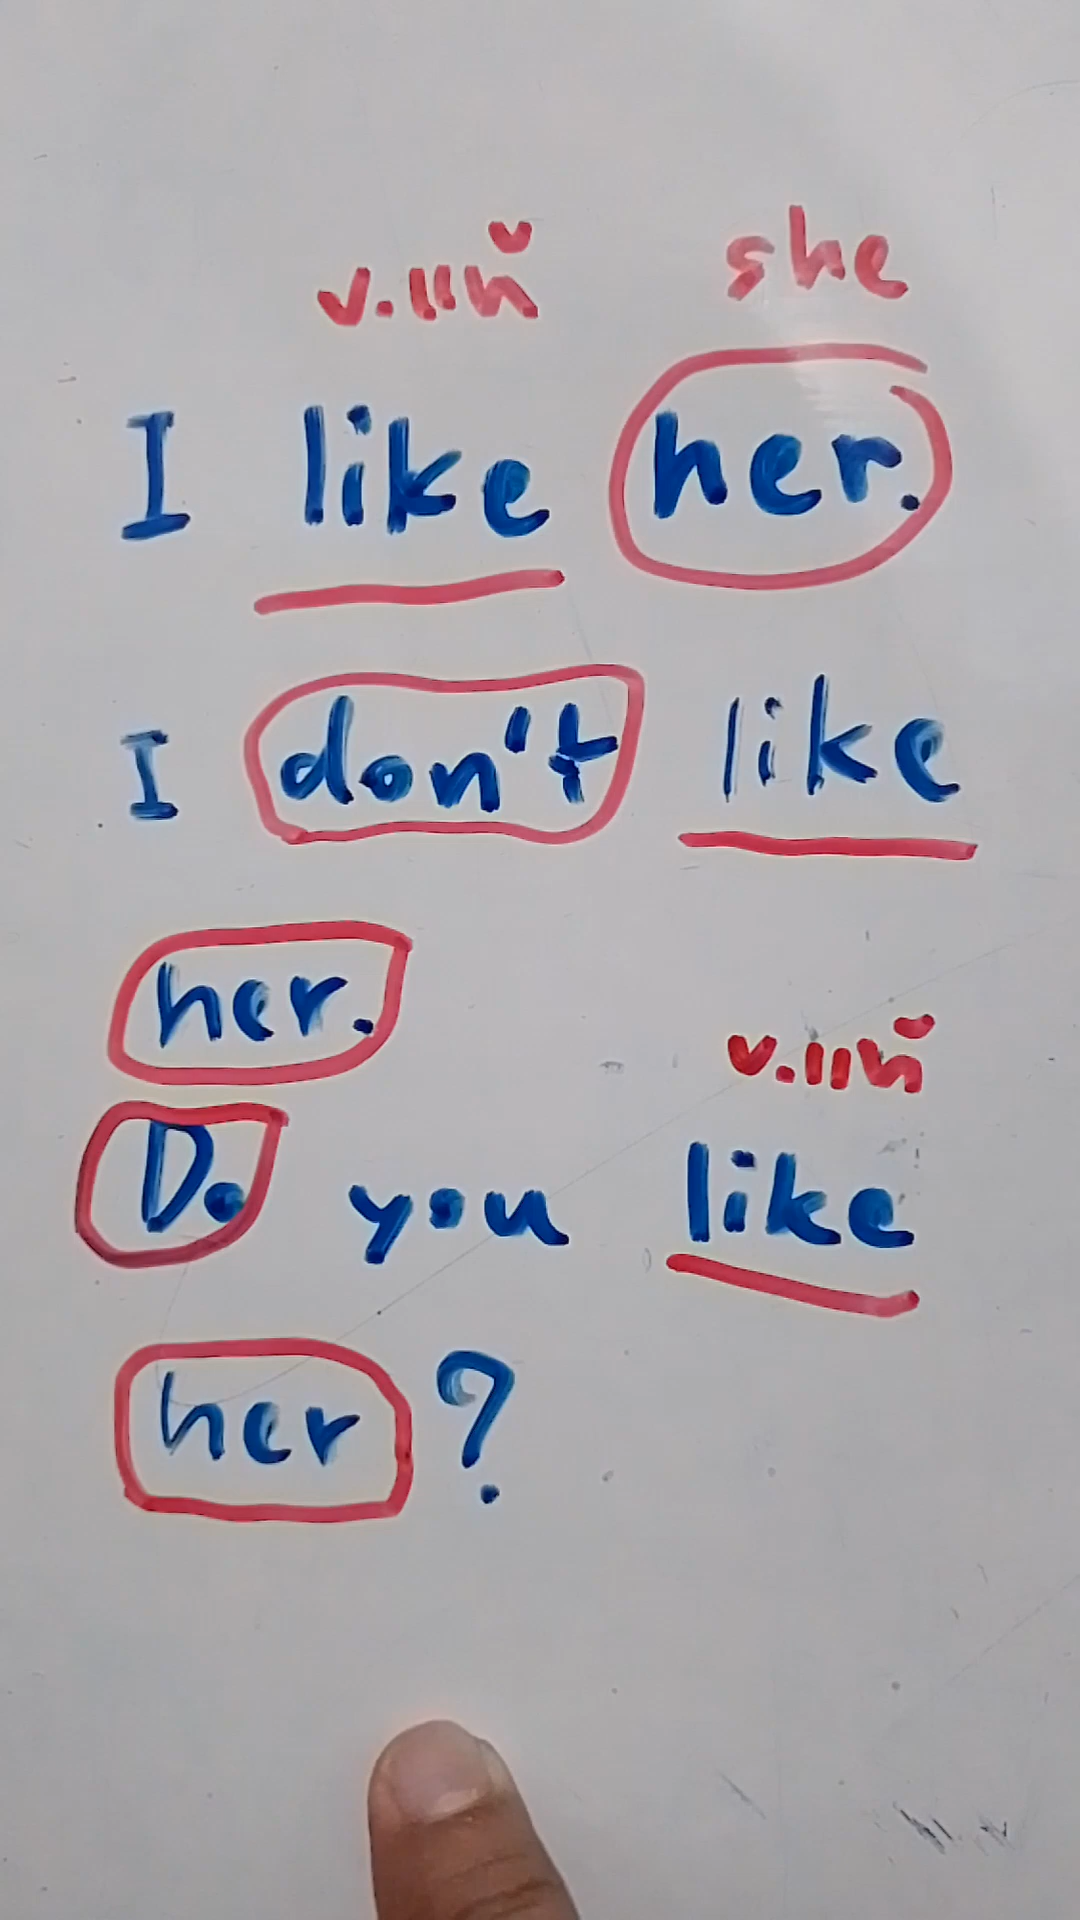 v.แท้ she
I like her.
I don't like
her.
v.แท้
Do you like
her ?